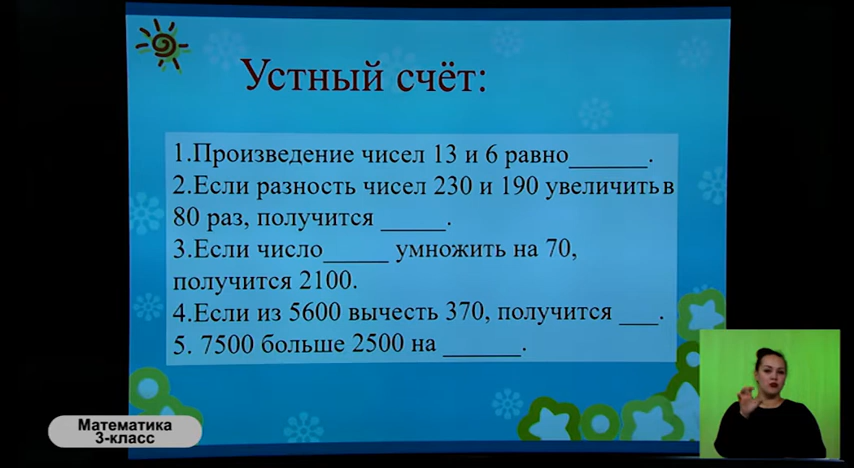 Устный счёт:
1.Произведение чисел 13 и 6 равно______.
2.Если разность чисел 230 и 190 увеличить в
80 раз, получится _____.
3.Если число_____ умножить на 70,
получится 2100.
4.Если из 5600 вычесть 370, получится ___.
5. 7500 больше 2500 на ______.
Математика
3-класс